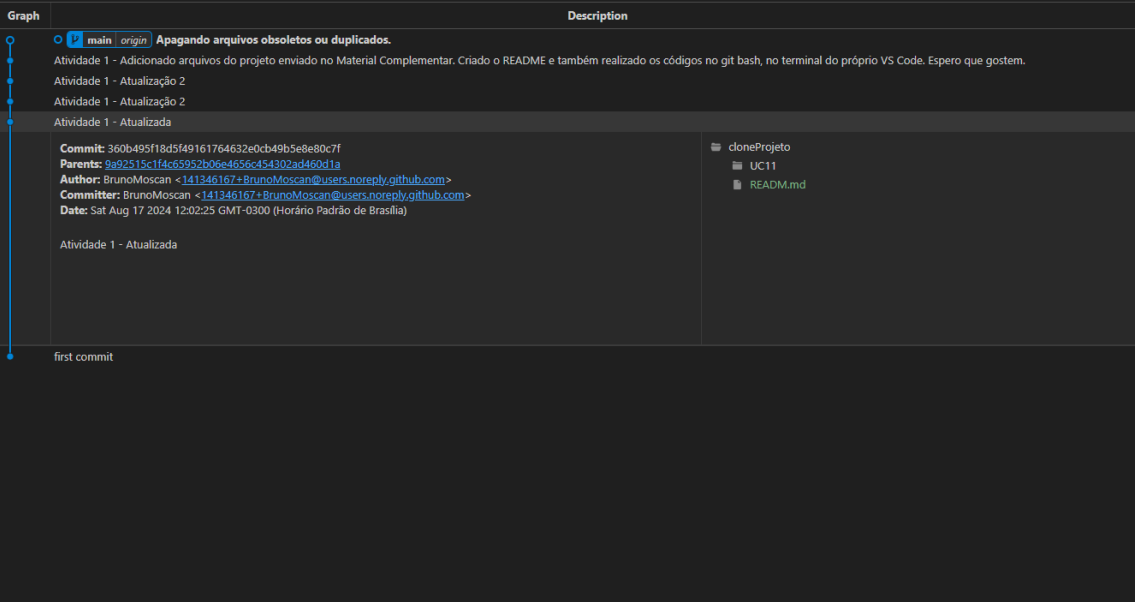 Graph Description
main origin Apagando arquivos obsoletos ou duplicados.
Atividade 1 - Adicionado arquivos do projeto enviado no Material Complementar. Criado o README e também realizado os códigos no git bash, no terminal do próprio VS Code. Espero que gostem.
Atividade 1 - Atualização 2
Atividade 1 - Atualização 2
Atividade 1 - Atualizada
Commit: 360b495f18d5f49161764632e0cb49b5e8e80c7f
Parents: 9a92515c1f4c65952b06e4656c454302ad460d1a
Author: BrunoMoscan <141346167+BrunoMoscan@users.noreply.github.com>
Committer: BrunoMoscan <141346167+BrunoMoscan@users.noreply.github.com>
Date: Sat Aug 17 2024 12:02:25 GMT-0300 (Horário Padrão de Brasília)
Atividade 1 - Atualizada
cloneProjeto
UC11
READM.md
first commit